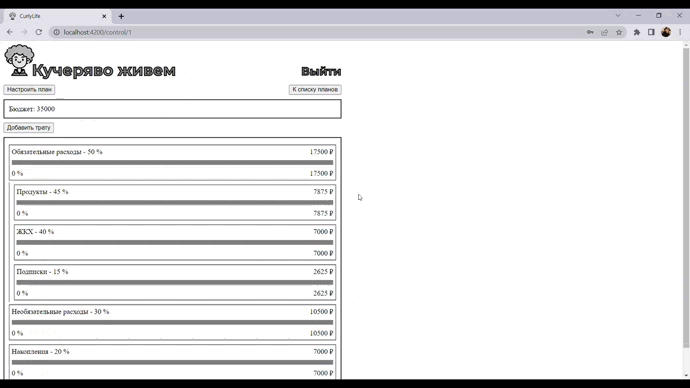 CurlyLife
localhost:4200/control/1
Кучеряво живем
Выйти
Настроить план
К списку планов
Бюджет: 35000
Добавить трату
Обязательные расходы - 50 % 17500 ₽
0 % 17500 ₽
Продукты - 45 % 7875 ₽
0 % 7875 ₽
ЖКХ - 40 % 7000 ₽
0 % 7000 ₽
Подписки - 15 % 2625 ₽
0 % 2625 ₽
Необязательные расходы - 30 % 10500 ₽
0 % 10500 ₽
Накопления - 20 % 7000 ₽
0 % 7000 ₽